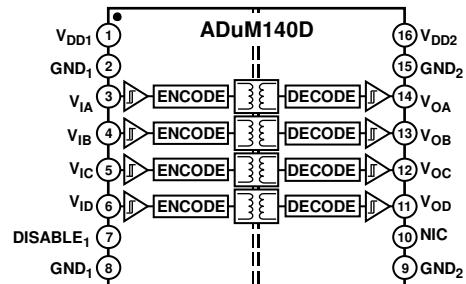 ADuM140D
VDD1 1 16 VDD2
GND1 2 15 GND2
VIA 3 ENCODE DECODE 14 VOA
VIB 4 ENCODE DECODE 13 VOB
VIC 5 ENCODE DECODE 12 VOC
VID 6 ENCODE DECODE 11 VOD
DISABLE1 7 10 NIC
GND1 8 9 GND2